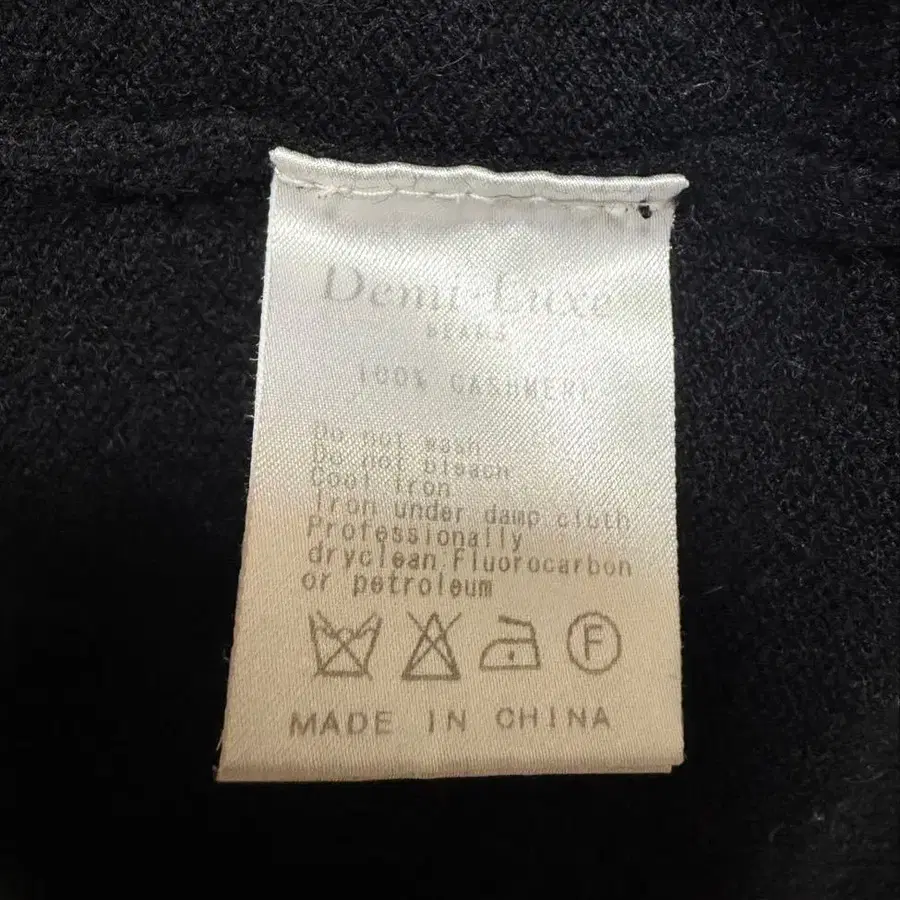 Demi-Luxe
BEAMS
100% CASHMERE
Do not wash
Do not bleach
Cool iron
Iron under damp cloth
Professionally
dryclean.Fluorocarbon
or petroleum
F
MADE IN CHINA